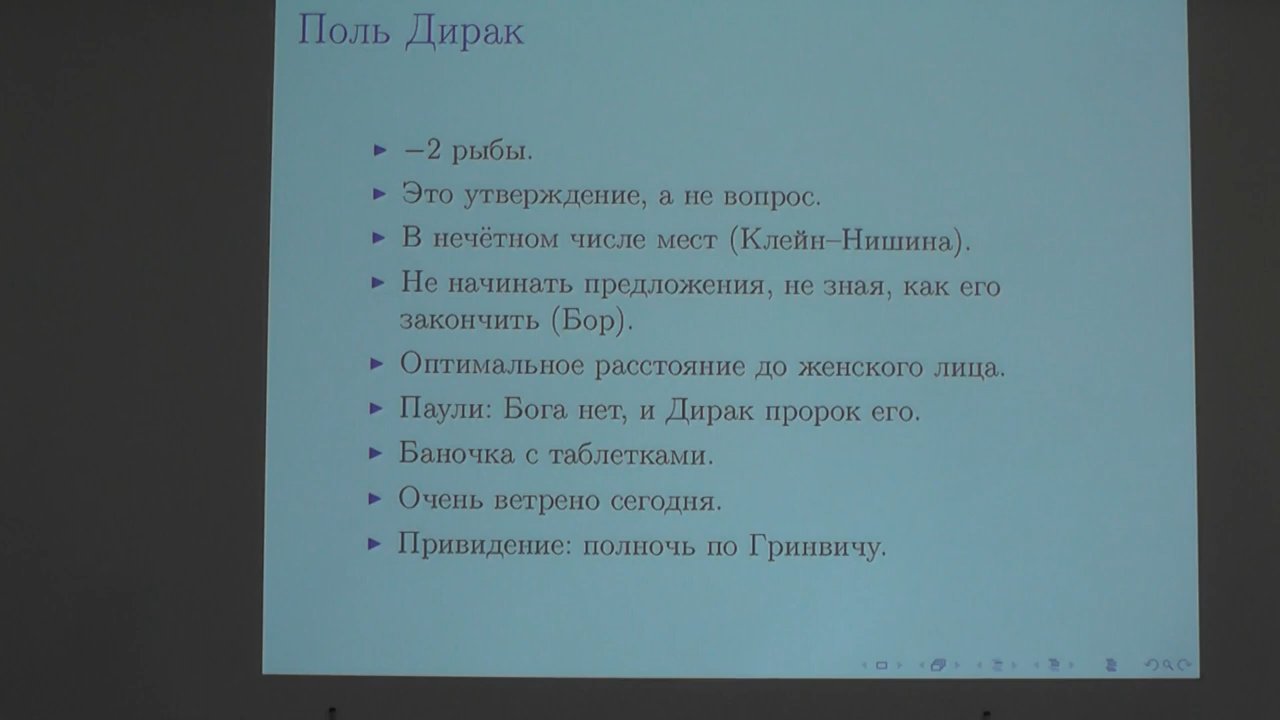 Поль Дирак
−2 рыбы.
Это утверждение, а не вопрос.
В нечётном числе мест (Клейн–Нишина).
Не начинать предложения, не зная, как его
закончить (Бор).
Оптимальное расстояние до женского лица.
Паули: Бога нет, и Дирак пророк его.
Баночка с таблетками.
Очень ветрено сегодня.
Привидение: полночь по Гринвичу.